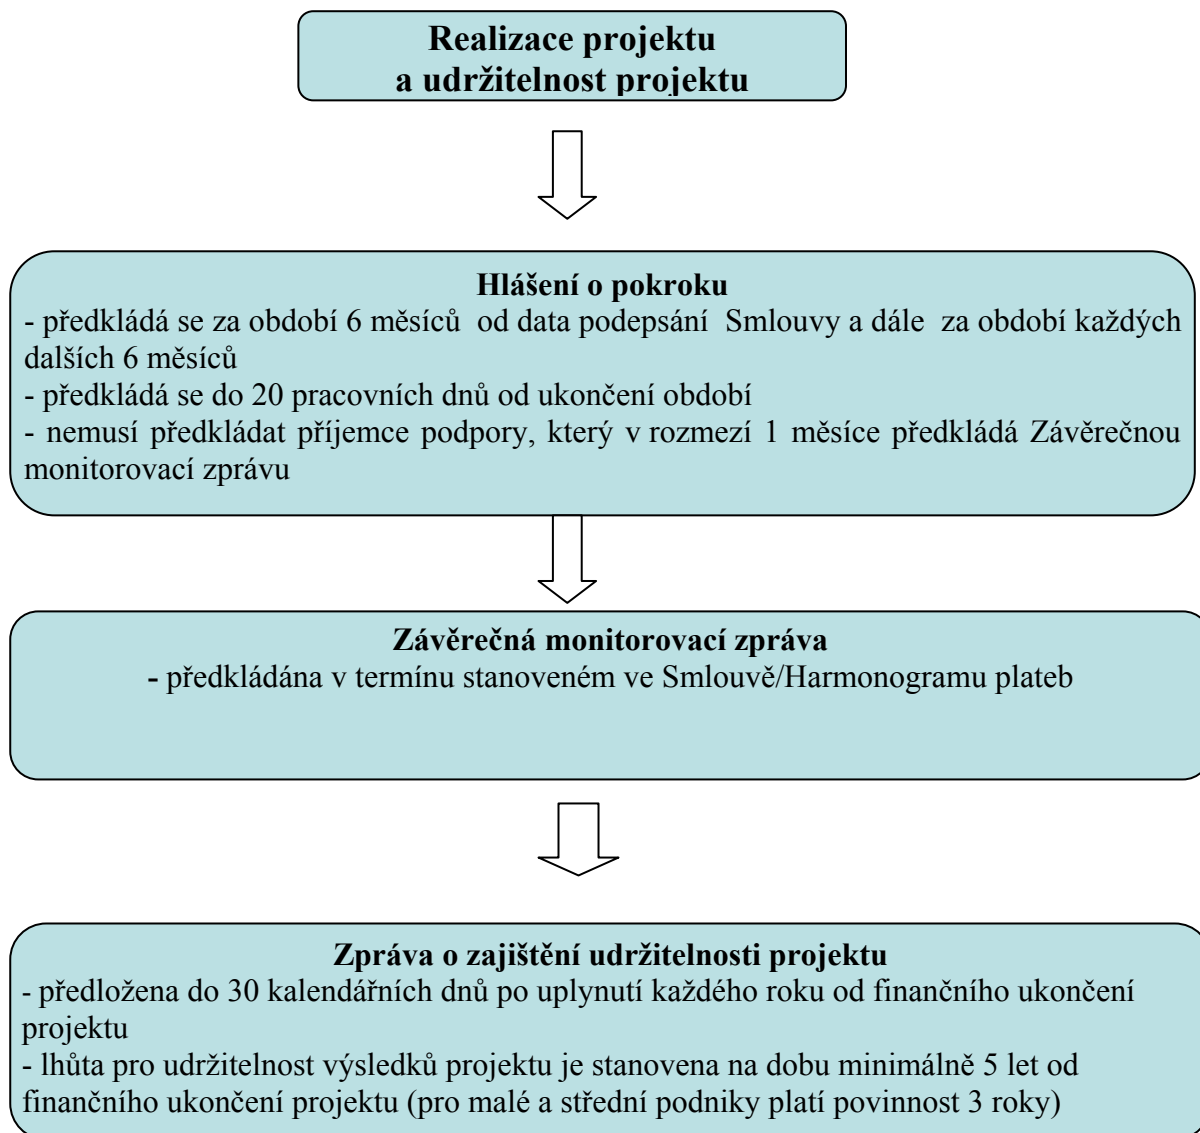 Realizace projektu
a udržitelnost projektu
Hlášení o pokroku
- předkládá se za období 6 měsíců od data podepsání Smlouvy a dále za období každých
dalších 6 měsíců
- předkládá se do 20 pracovních dnů od ukončení období
- nemusí předkládat příjemce podpory, který v rozmezí 1 měsíce předkládá Závěrečnou
monitorovací zprávu
Závěrečná monitorovací zpráva
- předkládána v termínu stanoveném ve Smlouvě/Harmonogramu plateb
Zpráva o zajištění udržitelnosti projektu
- předložena do 30 kalendářních dnů po uplynutí každého roku od finančního ukončení
projektu
- lhůta pro udržitelnost výsledků projektu je stanovena na dobu minimálně 5 let od
finančního ukončení projektu (pro malé a střední podniky platí povinnost 3 roky)